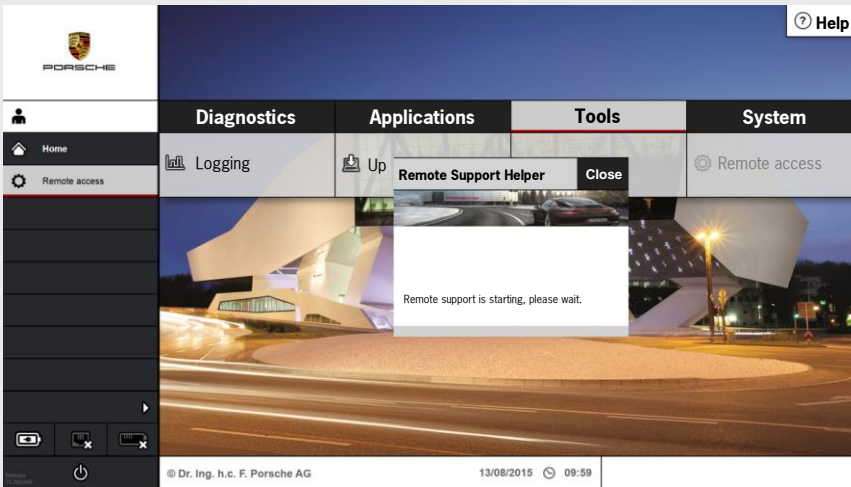 Help
PORSCHE
Diagnostics
Applications
Tools
System
Home
Remote access
Logging
Up
Remote access
Remote Support Helper
Close
Remote support is starting, please wait.
© Dr. Ing. h.c. F. Porsche AG
13/08/2015
09:59